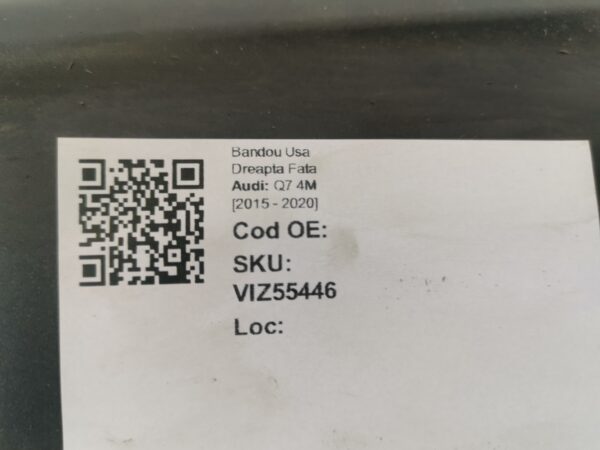 Bandou Usa
Dreapta Fata
Audi: Q7 4M
[2015 - 2020]
Cod OE:
SKU:
VIZ55446
Loc: